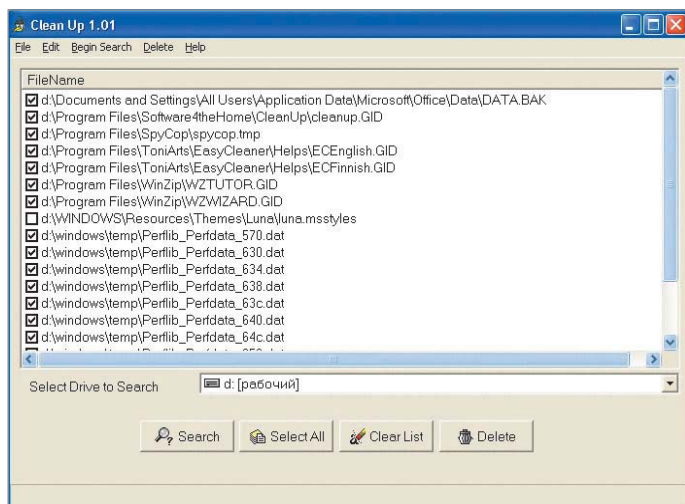 Clean Up 1.01
File Edit Begin Search Delete Help
FileName
d:\Documents and Settings\All Users\Application Data\Microsoft\Office\Data\DATA.BAK
d:\Program Files\Software4theHome\CleanUp\cleanup.GID
d:\Program Files\SpyCop\spycop.tmp
d:\Program Files\ToniArts\EasyCleaner\Helps\ECEnglish.GID
d:\Program Files\ToniArts\EasyCleaner\Helps\ECFinnish.GID
d:\Program Files\WinZip\WZTUTOR.GID
d:\Program Files\WinZip\WZWIZARD.GID
d:\WINDOWS\Resources\Themes\Luna\luna.msstyles
d:\windows\temp\Perflib_Perfdata_570.dat
d:\windows\temp\Perflib_Perfdata_630.dat
d:\windows\temp\Perflib_Perfdata_634.dat
d:\windows\temp\Perflib_Perfdata_638.dat
d:\windows\temp\Perflib_Perfdata_63c.dat
d:\windows\temp\Perflib_Perfdata_640.dat
d:\windows\temp\Perflib_Perfdata_64c.dat
Select Drive to Search d: [рабочий]
Search Select All Clear List Delete